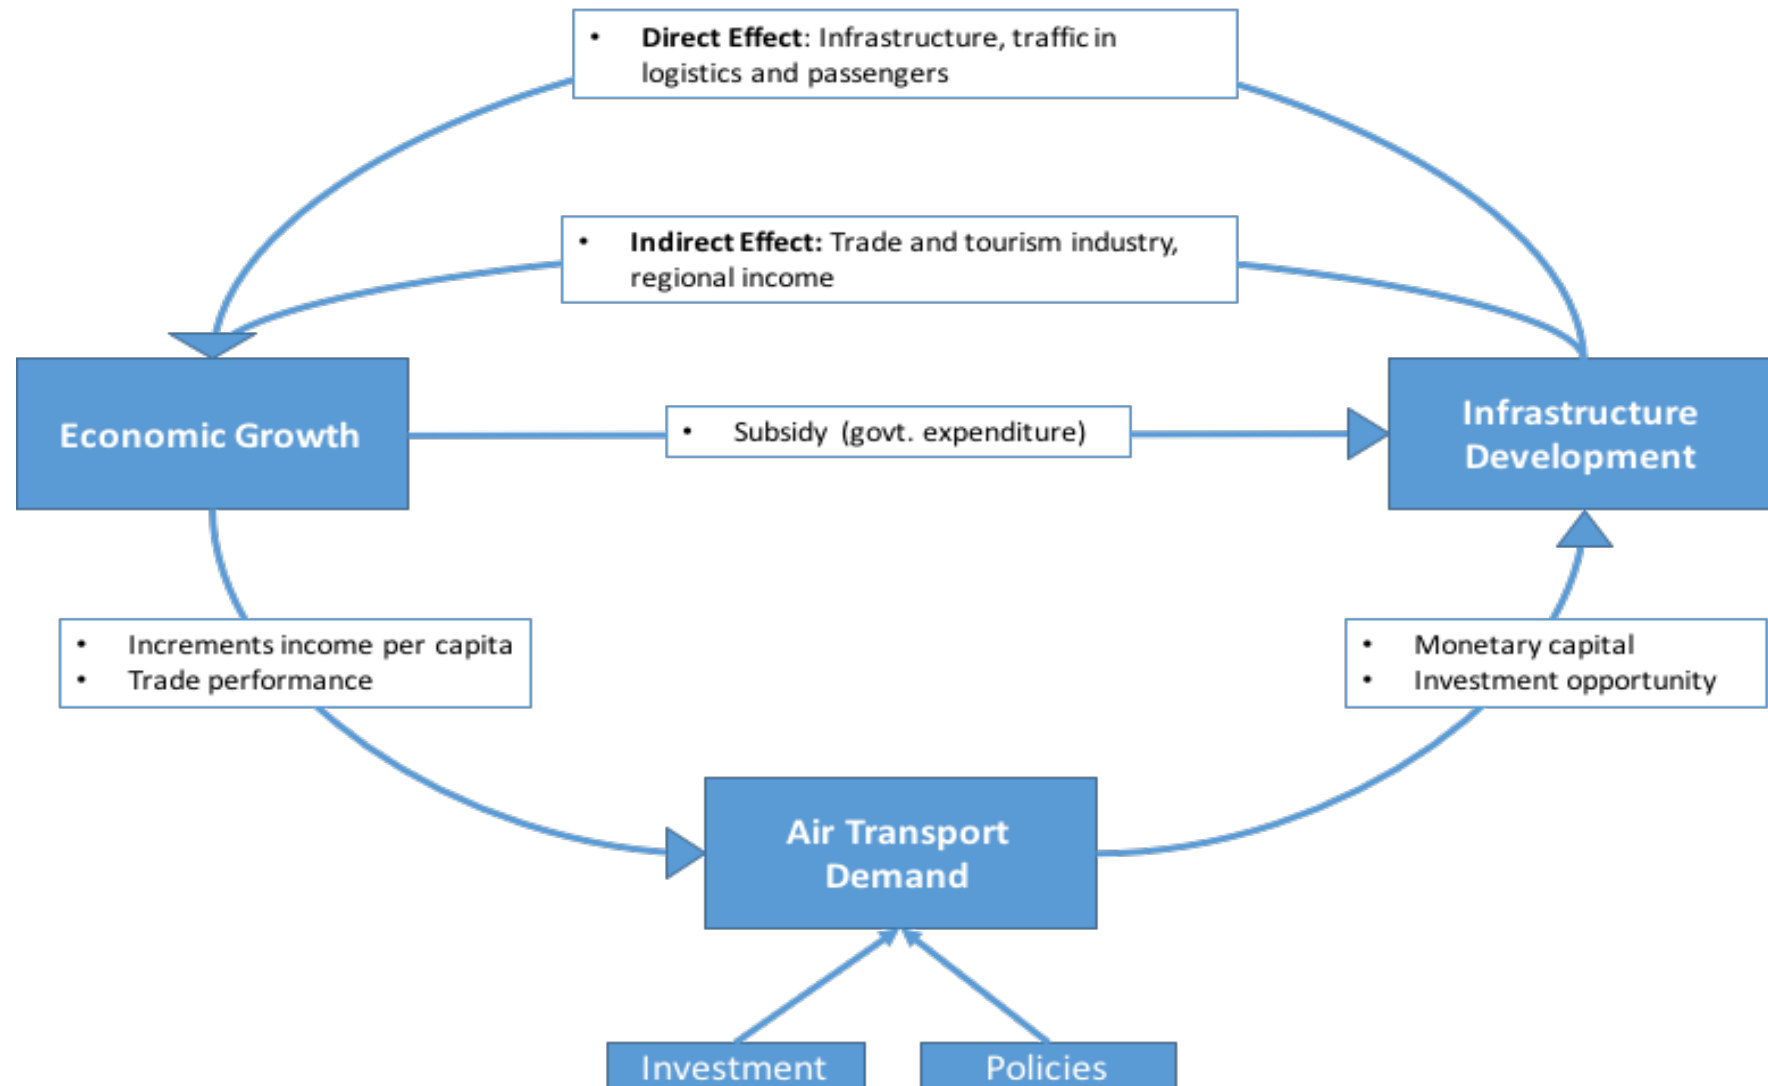 • Direct Effect: Infrastructure, traffic in
logistics and passengers
• Indirect Effect: Trade and tourism industry,
regional income
Economic Growth
• Subsidy (govt. expenditure)
Infrastructure
Development
• Increments income per capita
• Trade performance
• Monetary capital
• Investment opportunity
Air Transport
Demand
Investment
Policies